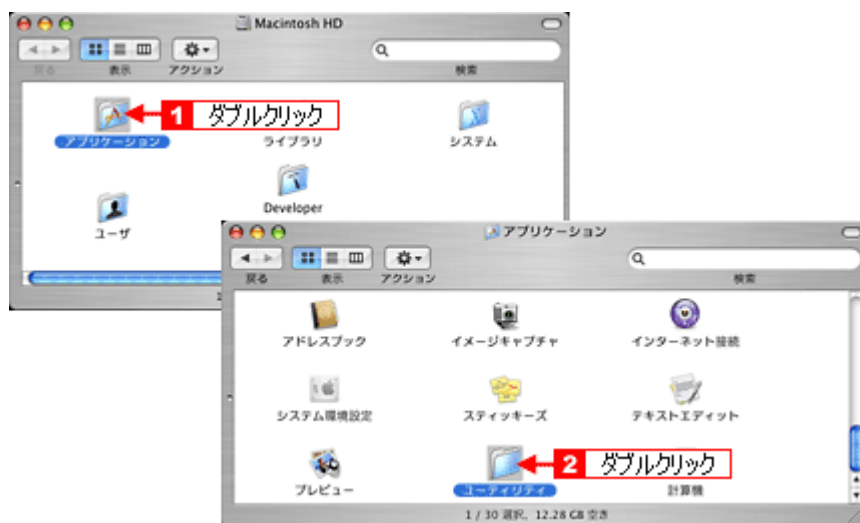 Macintosh HD
戻る 表示 アクション 検索
1 ダブルクリック
アプリケーション ライブラリ システム
ユーザ Developer
アプリケーション
戻る 表示 アクション 検索
アドレスブック イメージキャプチャ インターネット接続
システム環境設定 スティッキーズ テキストエディット
2 ダブルクリック
プレビュー ユーティリティ 計算機
1 / 30 選択、12.28 GB 空き